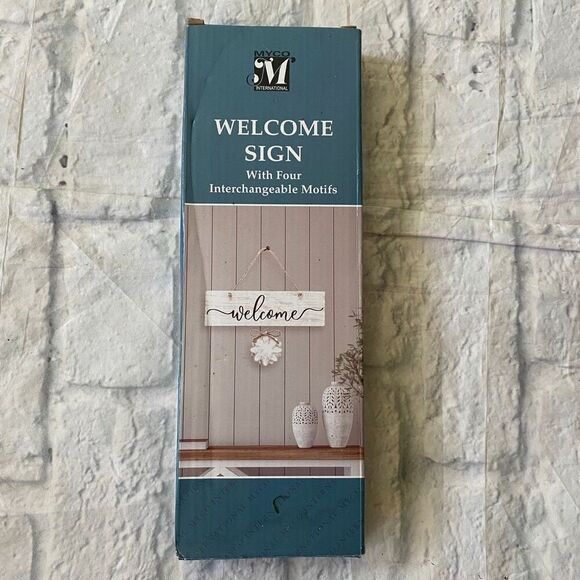 MYCO
M
INTERNATIONAL
WELCOME
SIGN
With Four
Interchangeable Motifs
welcome